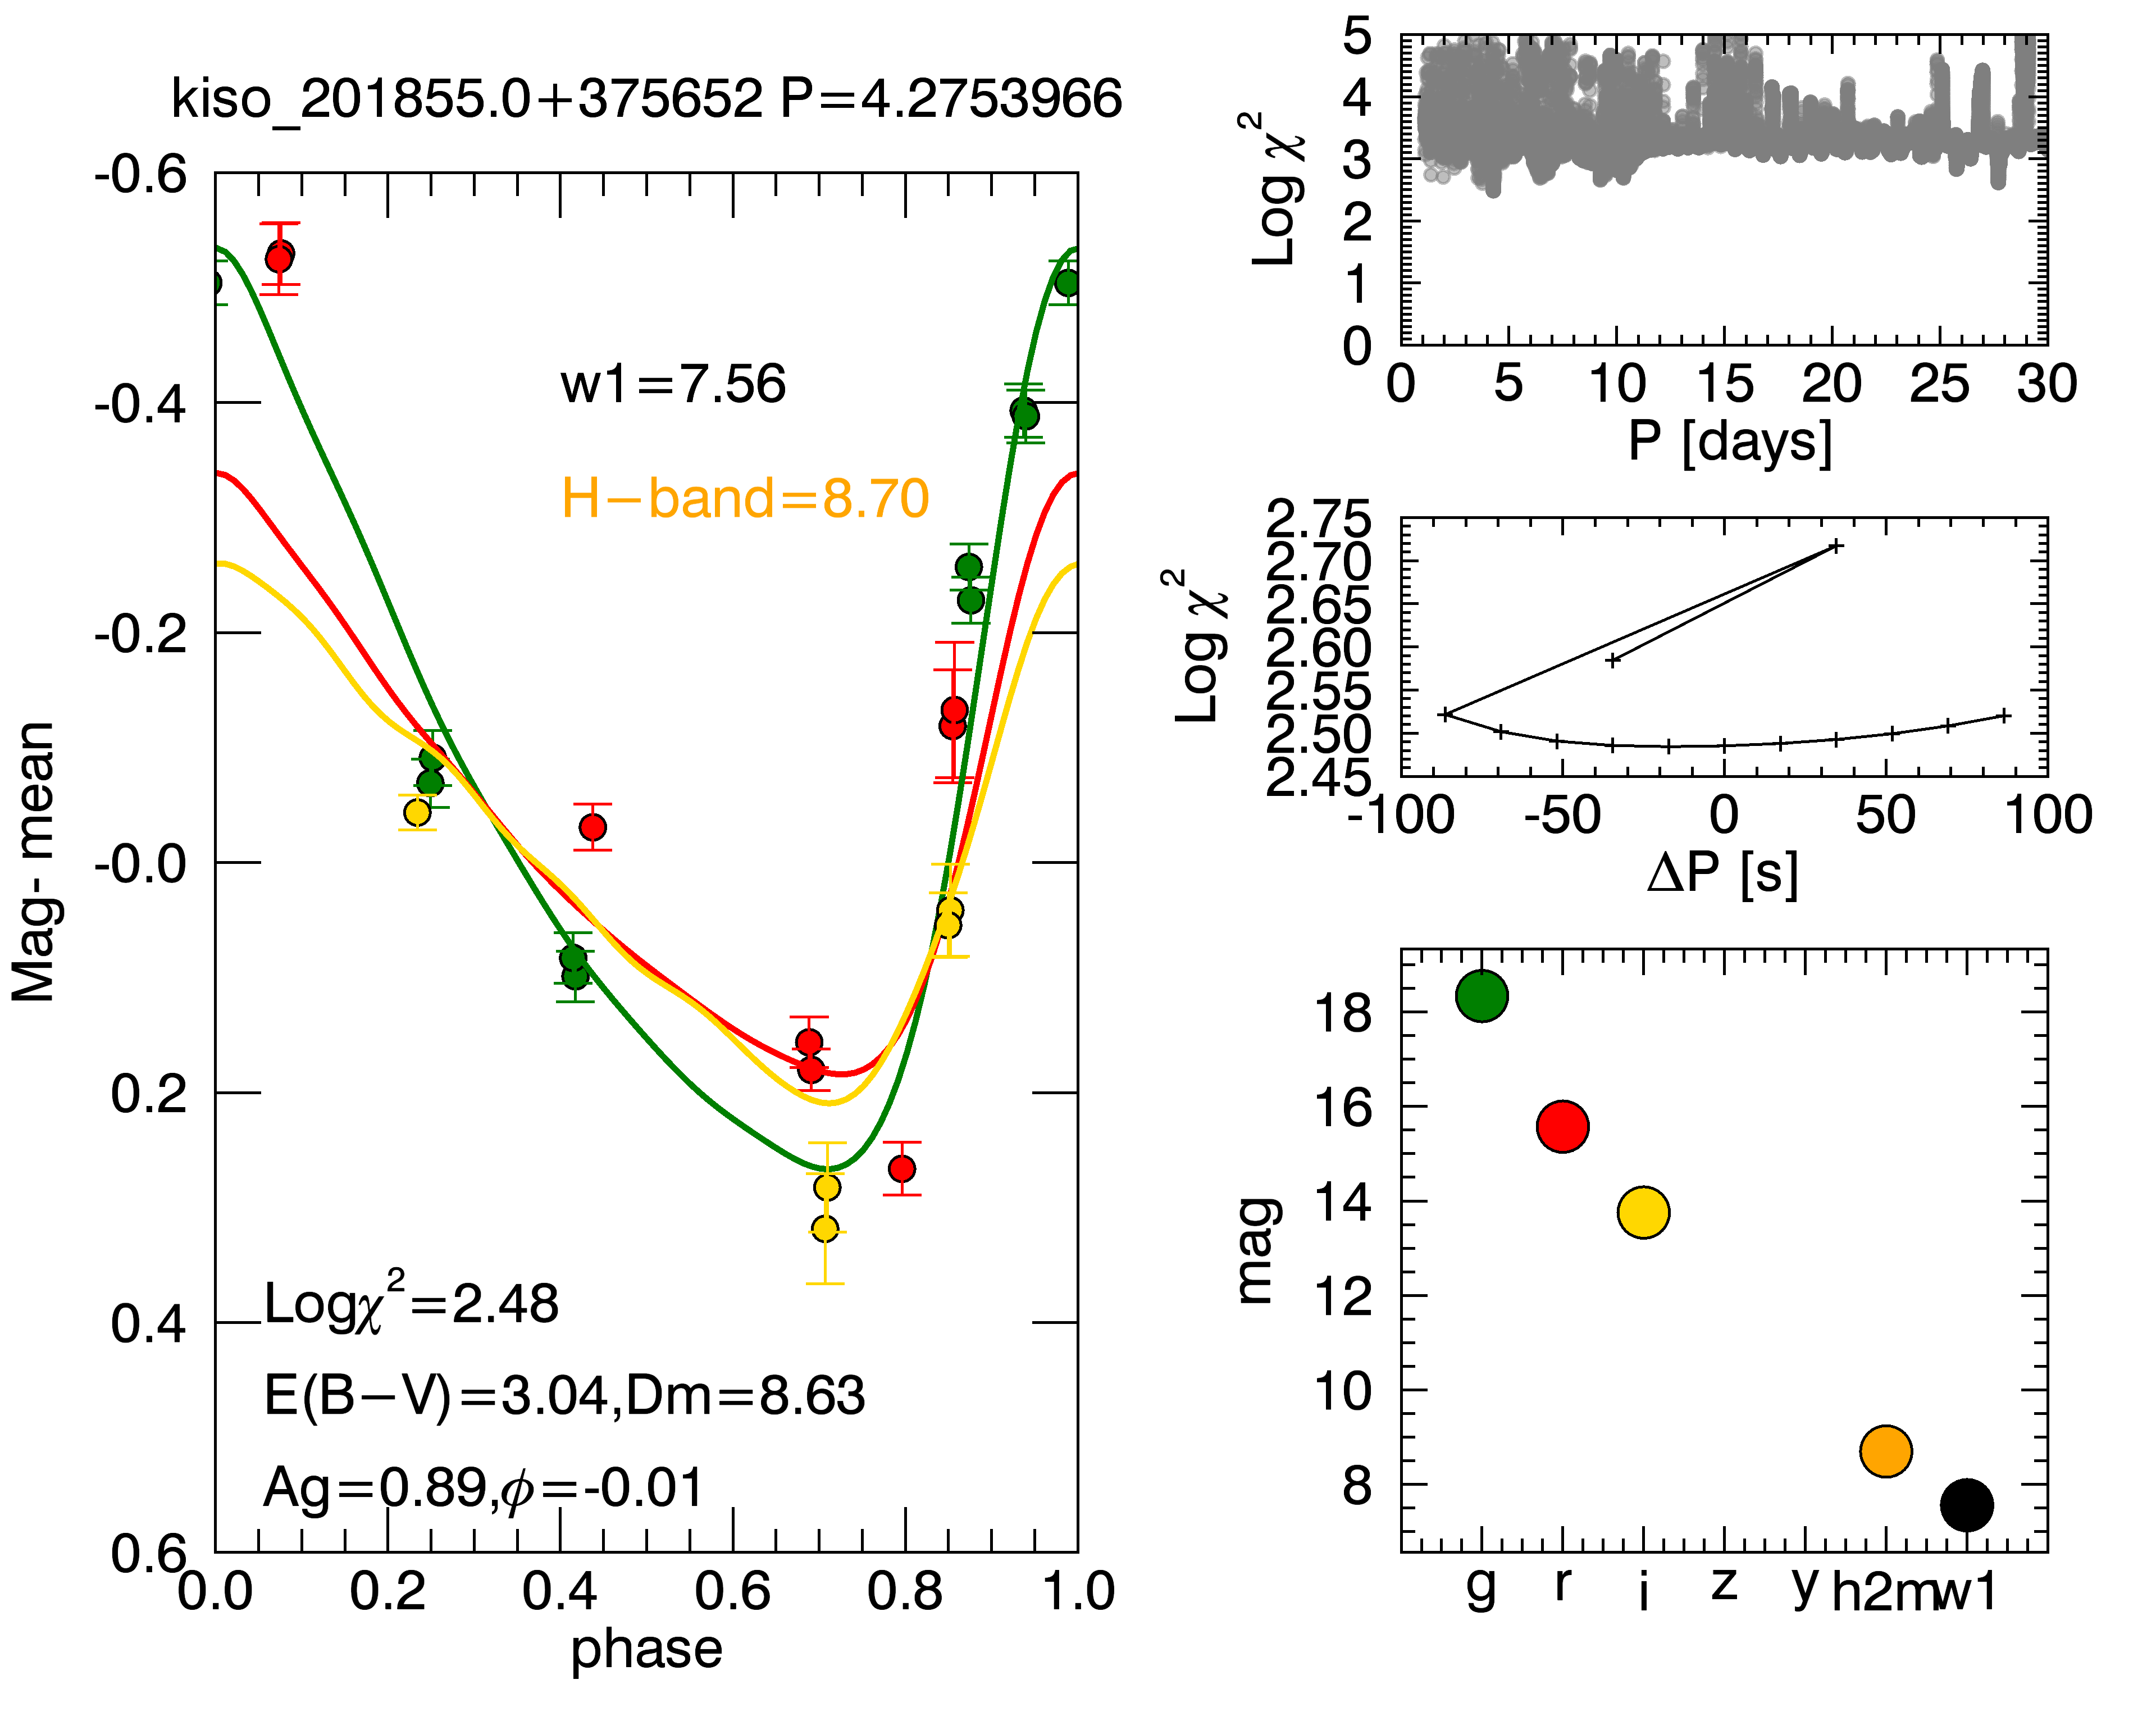 kiso_201855.0+375652 P=4.2753966
-0.6
-0.4
-0.2
-0.0
0.2
0.4
0.6
Mag- mean
w1=7.56
H−band=8.70
Logχ²=2.48
E(B−V)=3.04,Dm=8.63
Ag=0.89,ϕ=-0.01
0.0 0.2 0.4 0.6 0.8 1.0
phase
5
4
3
2
1
0
Log χ²
0 5 10 15 20 25 30
P [days]
2.75
2.70
2.65
2.60
2.55
2.50
2.45
Log χ²
-100 -50 0 50 100
ΔP [s]
18
16
14
12
10
8
mag
g r i z y h2m w1